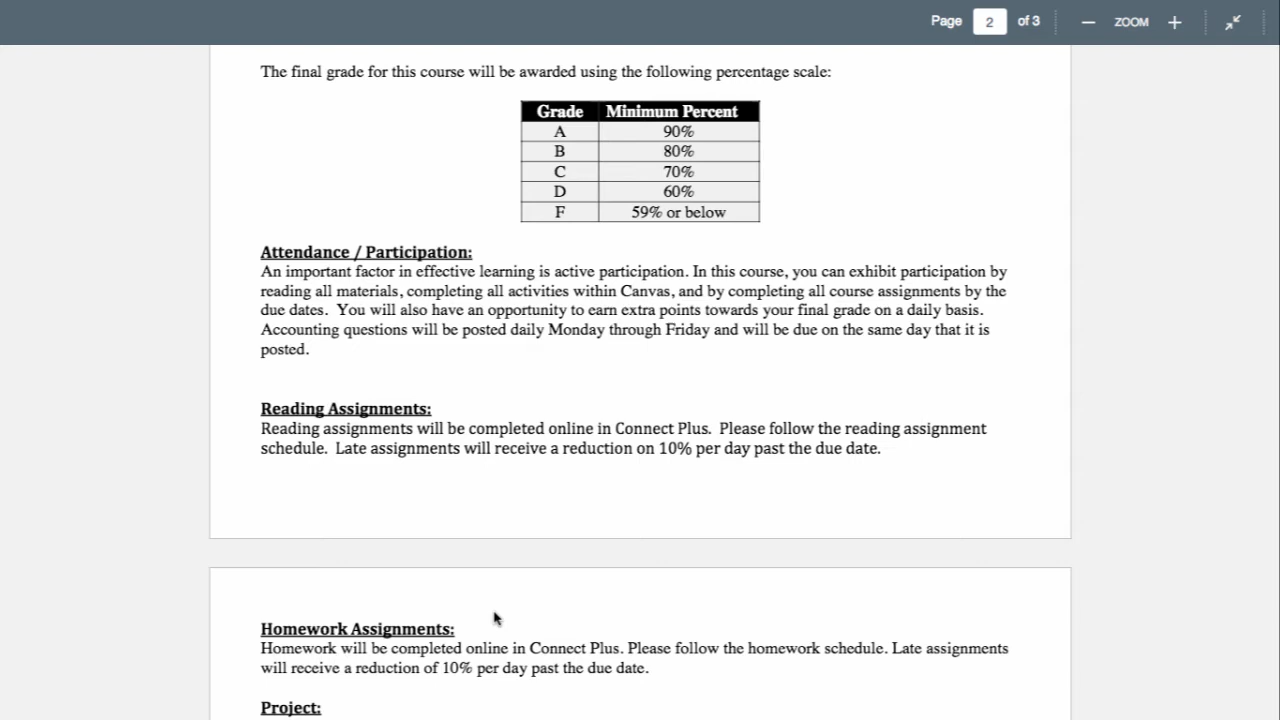 Page 2 of 3 — ZOOM +
The final grade for this course will be awarded using the following percentage scale:
Grade Minimum Percent
A 90%
B 80%
C 70%
D 60%
F 59% or below
Attendance / Participation:
An important factor in effective learning is active participation. In this course, you can exhibit participation by
reading all materials, completing all activities within Canvas, and by completing all course assignments by the
due dates.  You will also have an opportunity to earn extra points towards your final grade on a daily basis.
Accounting questions will be posted daily Monday through Friday and will be due on the same day that it is
posted.
Reading Assignments:
Reading assignments will be completed online in Connect Plus.  Please follow the reading assignment
schedule.  Late assignments will receive a reduction on 10% per day past the due date.
Homework Assignments:
Homework will be completed online in Connect Plus. Please follow the homework schedule. Late assignments
will receive a reduction of 10% per day past the due date.
Project: